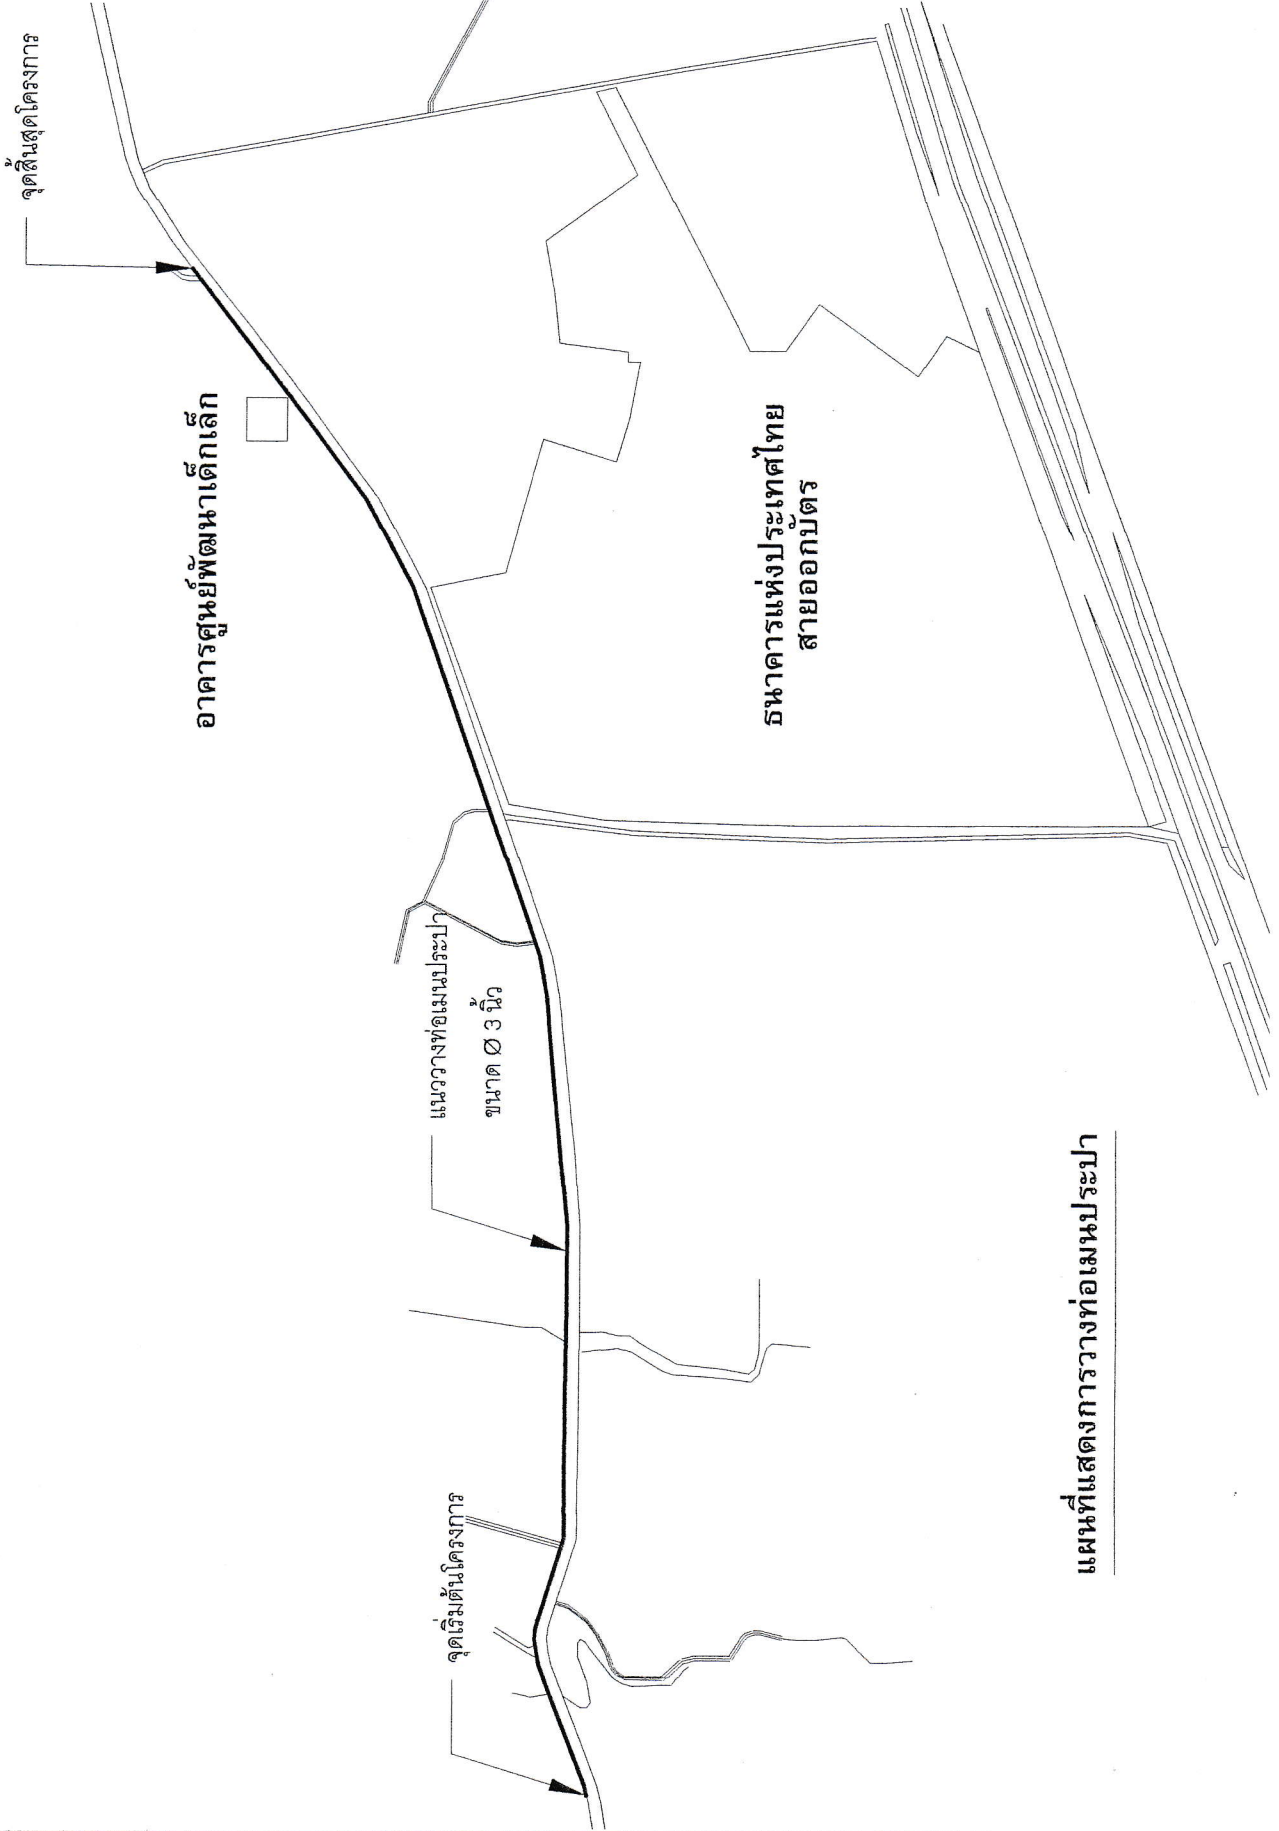 จุดสิ้นสุดโครงการ
อาคารศูนย์พัฒนาเด็กเล็ก
ธนาคารแห่งประเทศไทย
สายออกบัตร
แนววางท่อเมนประปา
ขนาด Ø 3 นิ้ว
จุดเริ่มต้นโครงการ
แผนที่แสดงการวางท่อเมนประปา